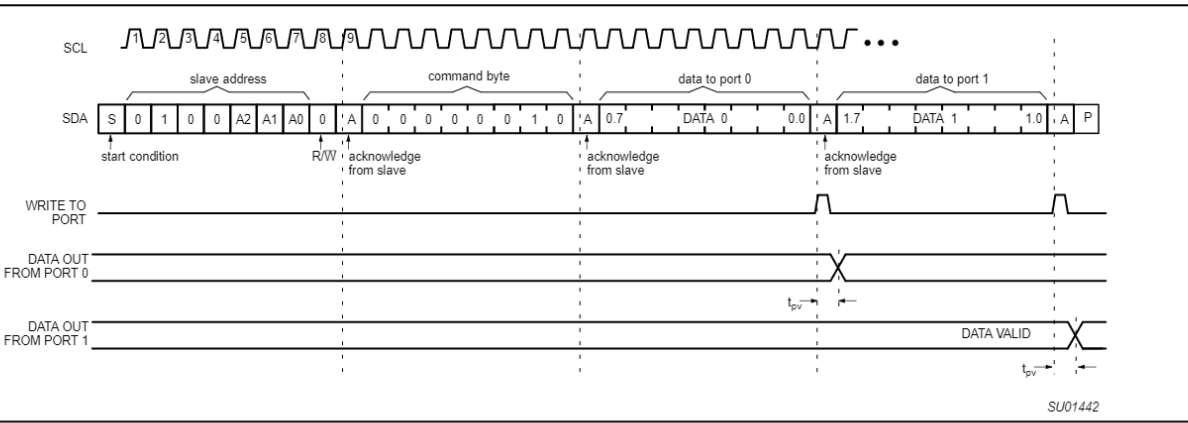 SCL 1 2 3 4 5 6 7 8 9
slave address command byte data to port 0 data to port 1
SDA S 0 1 0 0 A2 A1 A0 0 A 0 0 0 0 0 0 1 0 A 0.7 DATA 0 0.0 A 1.7 DATA 1 1.0 A P
start condition R/W̅ acknowledge from slave acknowledge from slave acknowledge from slave
WRITE TO
PORT
DATA OUT
FROM PORT 0
tpv
DATA OUT
FROM PORT 1 DATA VALID
tpv
SU01442